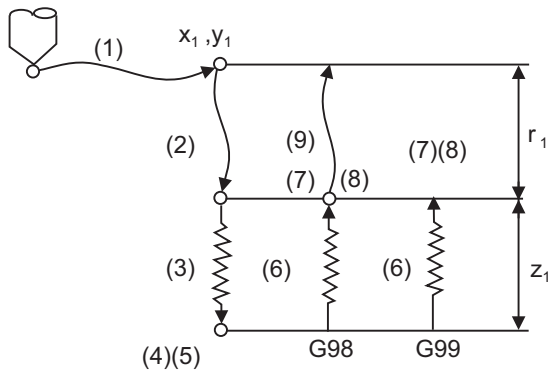 (1)
x₁ ,y₁
(2)
(9)
(7)(8)
r₁
(7) (8)
(3)
(6)
(6)
z₁
(4)(5)
G98
G99